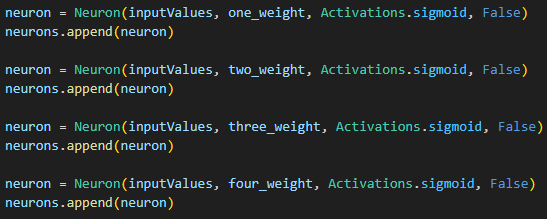 neuron = Neuron(inputValues, one_weight, Activations.sigmoid, False)
neurons.append(neuron)
neuron = Neuron(inputValues, two_weight, Activations.sigmoid, False)
neurons.append(neuron)
neuron = Neuron(inputValues, three_weight, Activations.sigmoid, False)
neurons.append(neuron)
neuron = Neuron(inputValues, four_weight, Activations.sigmoid, False)
neurons.append(neuron)